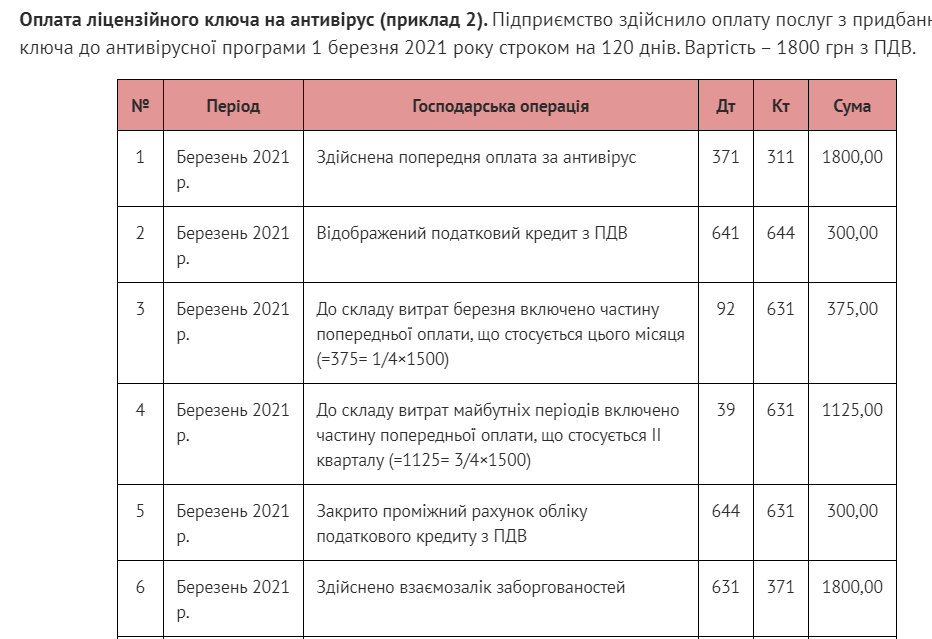 Оплата ліцензійного ключа на антивірус (приклад 2). Підприємство здійснило оплату послуг з
ключа до антивірусної програми 1 березня 2021 року строком на 120 днів. Вартість – 1800 грн з ПДВ.
№ Період Господарська операція Дт Кт Сума
1 Березень 2021 Здійснена попередня оплата за антивірус 371 311 1800,00
р.
2 Березень 2021 Відображений податковий кредит з ПДВ 641 644 300,00
р.
3 Березень 2021 До складу витрат березня включено частину 92 631 375,00
р. попередньої оплати, що стосується цього місяця
(=375= 1/4×1500)
4 Березень 2021 До складу витрат майбутніх періодів включено 39 631 1125,00
р. частину попередньої оплати, що стосується ІІ
кварталу (=1125= 3/4×1500)
5 Березень 2021 Закрито проміжний рахунок обліку 644 631 300,00
р. податкового кредиту з ПДВ
6 Березень 2021 Здійснено взаємозалік заборгованостей 631 371 1800,00
р.